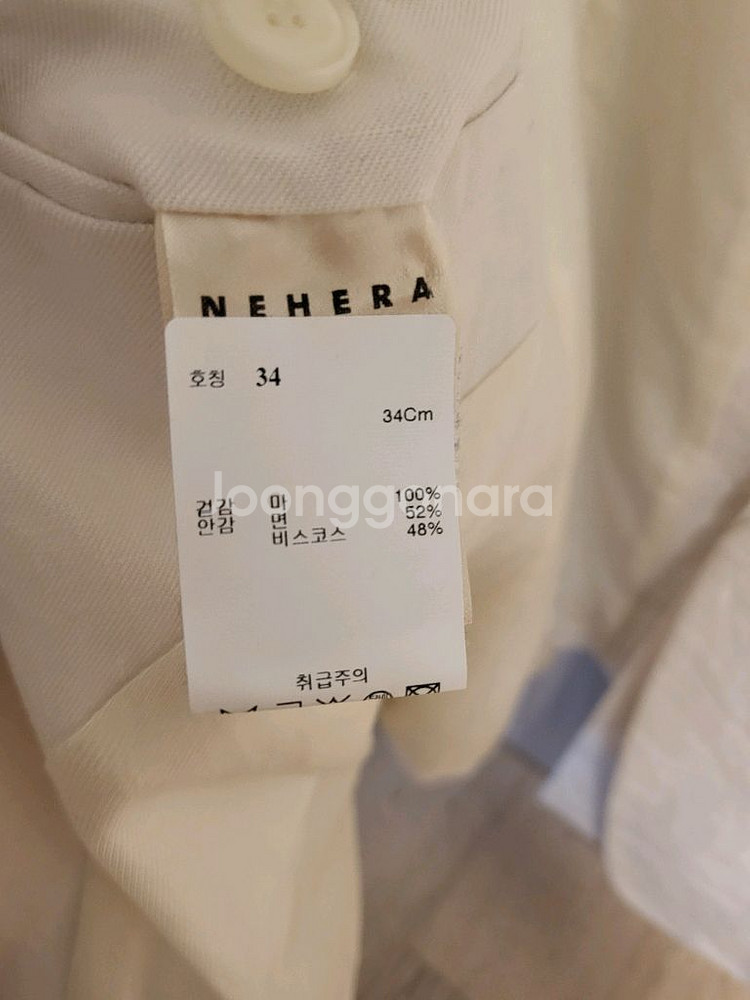 NEHERA
호칭 34
34Cm
겉감 마 100%
안감 면 52%
비스코스 48%
loonggonara
취급주의